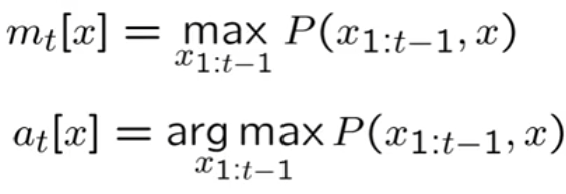 m_t[x] = max_{x_{1:t−1}} P(x_{1:t−1}, x)
a_t[x] = arg max_{x_{1:t−1}} P(x_{1:t−1}, x)